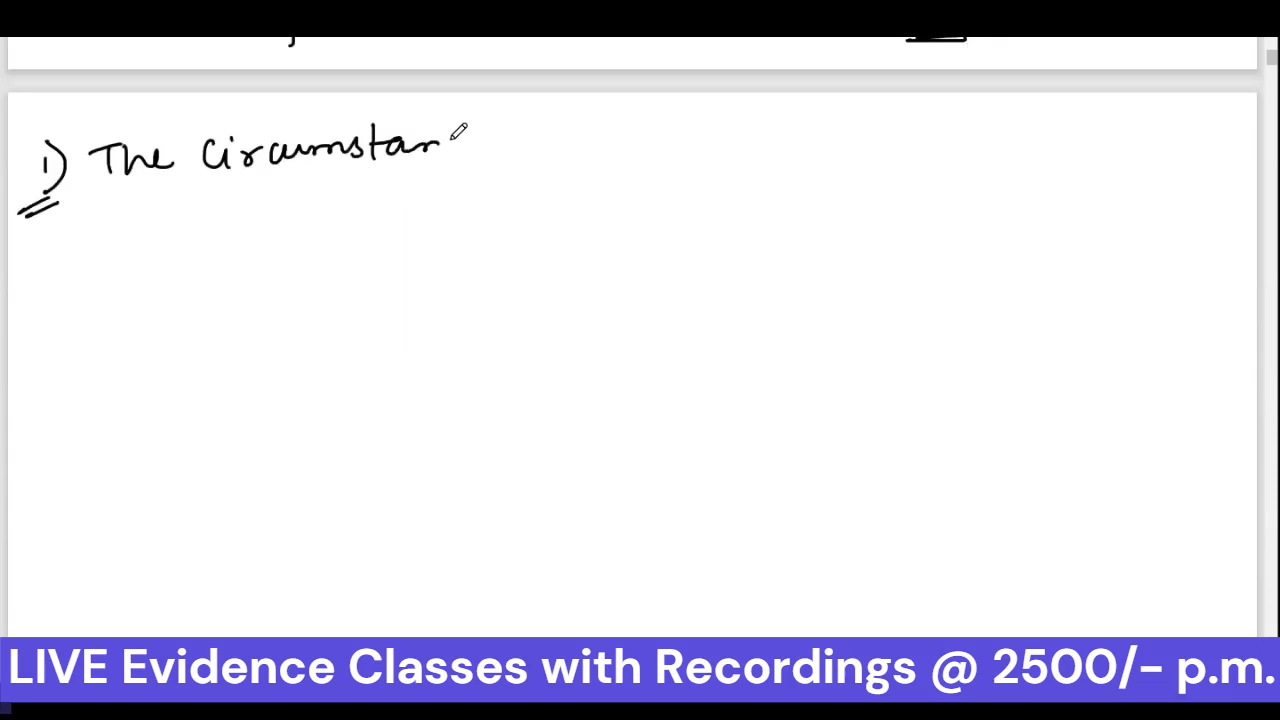 1) The Circumstan
LIVE Evidence Classes with Recordings @ 2500/- p.m.